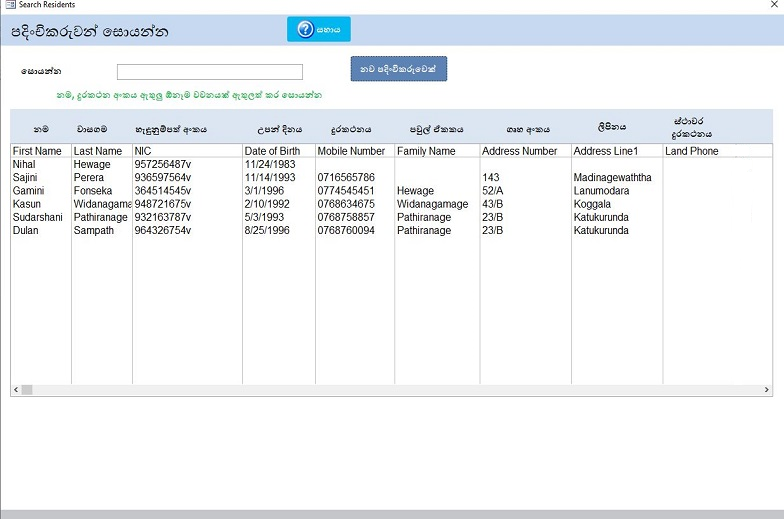 Search Residents
පදිංචිකරුවන් සොයන්න
සහාය
සොයන්න
නව පදිංචිකරුවෙක්
නම, දුරකථන අංකය ඇතුලු ඕනෑම වචනයක් ඇතුලත් කර සොයන්න
නම වාසගම හැඳුනුම්පත් අංකය උපන් දිනය දුරකථනය පවුල් ඒකකය ගෘහ අංකය ලිපිනය ස්ථාවර දුරකථනය
First Name Last Name NIC Date of Birth Mobile Number Family Name Address Number Address Line1 Land Phone
Nihal Hewage 957256487v 11/24/1983
Sajini Perera 936597564v 11/14/1993 0716565786 143 Madinagewaththa
Gamini Fonseka 364514545v 3/1/1996 0774545451 Hewage 52/A Lanumodara
Kasun Widanagama 948721675v 2/10/1992 0768634675 Widanagamage 43/B Koggala
Sudarshani Pathiranage 932163787v 5/3/1993 0768758857 Pathiranage 23/B Katukurunda
Dulan Sampath 964326754v 8/25/1996 0768760094 Pathiranage 23/B Katukurunda